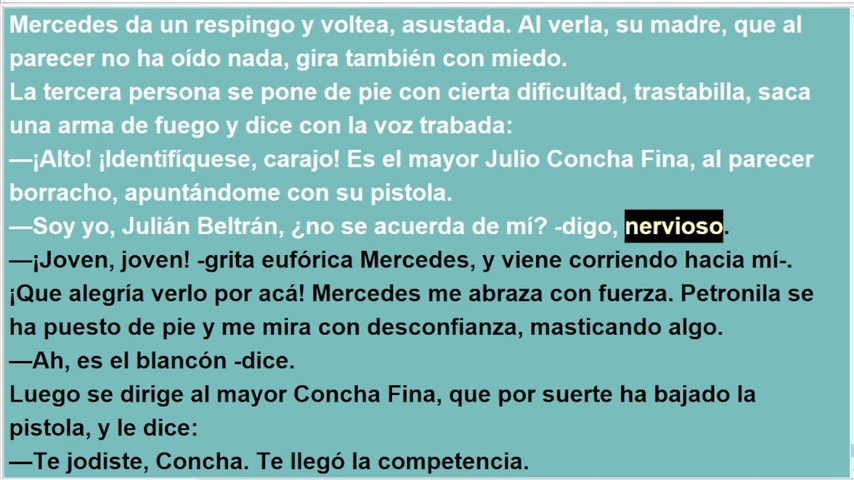 Mercedes da un respingo y voltea, asustada. Al verla, su madre, que al
parecer no ha oído nada, gira también con miedo.
La tercera persona se pone de pie con cierta dificultad, trastabilla, saca
una arma de fuego y dice con la voz trabada:
—¡Alto! ¡Identifíquese, carajo! Es el mayor Julio Concha Fina, al parecer
borracho, apuntándome con su pistola.
—Soy yo, Julián Beltrán, ¿no se acuerda de mí? -digo, nervioso.
—¡Joven, joven! -grita eufórica Mercedes, y viene corriendo hacia mí-.
¡Que alegría verlo por acá! Mercedes me abraza con fuerza. Petronila se
ha puesto de pie y me mira con desconfianza, masticando algo.
—Ah, es el blancón -dice.
Luego se dirige al mayor Concha Fina, que por suerte ha bajado la
pistola, y le dice:
—Te jodiste, Concha. Te llegó la competencia.